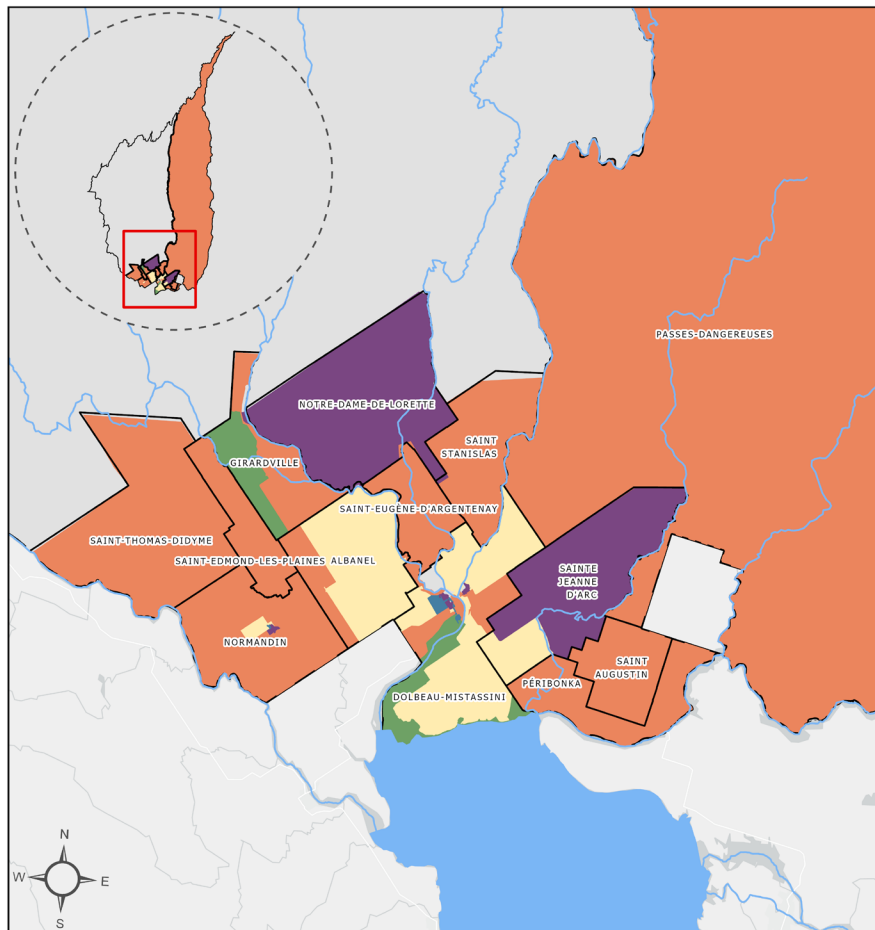 PASSES-DANGEREUSES
NOTRE-DAME-DE-LORETTE
SAINT
STANISLAS
GIRARDVILLE
SAINT-EUGÈNE-D'ARGENTENAY
SAINT-THOMAS-DIDYME
SAINT-EDMOND-LES-PLAINES
ALBANEL
SAINTE
JEANNE
D'ARC
NORMANDIN
SAINT
AUGUSTIN
PÉRIBONKA
DOLBEAU-MISTASSINI
N
W
E
S